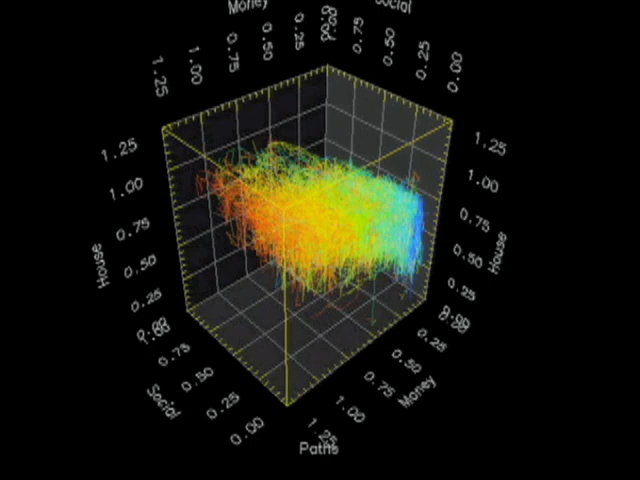 Money
Social
1.25 1.00 0.75 0.50 0.25 0.00
0.75 0.50 0.25 0.00
1.25 1.00 0.75 0.50 0.25
House
1.25 1.00 0.75 0.50 0.25
House
0.75 0.50 0.25 0.00
Social
0.25 0.50 0.75 1.00
Money
Paths